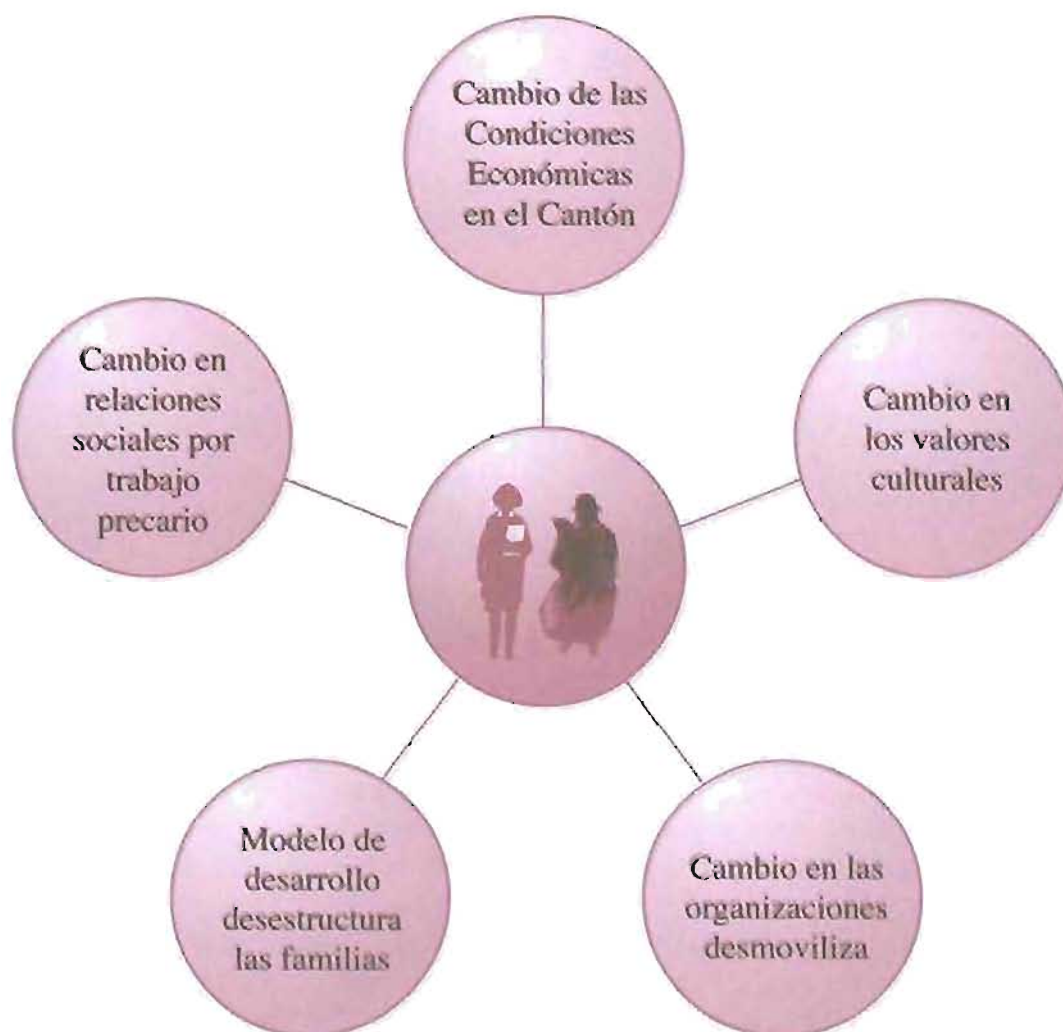 Cambio de las
Condiciones
Económicas
en el Cantón
Cambio en
relaciones
sociales por
trabajo
precario
Cambio en
los valores
culturales
Modelo de
desarrollo
desestructura
las familias
Cambio en las
organizaciones
desmoviliza